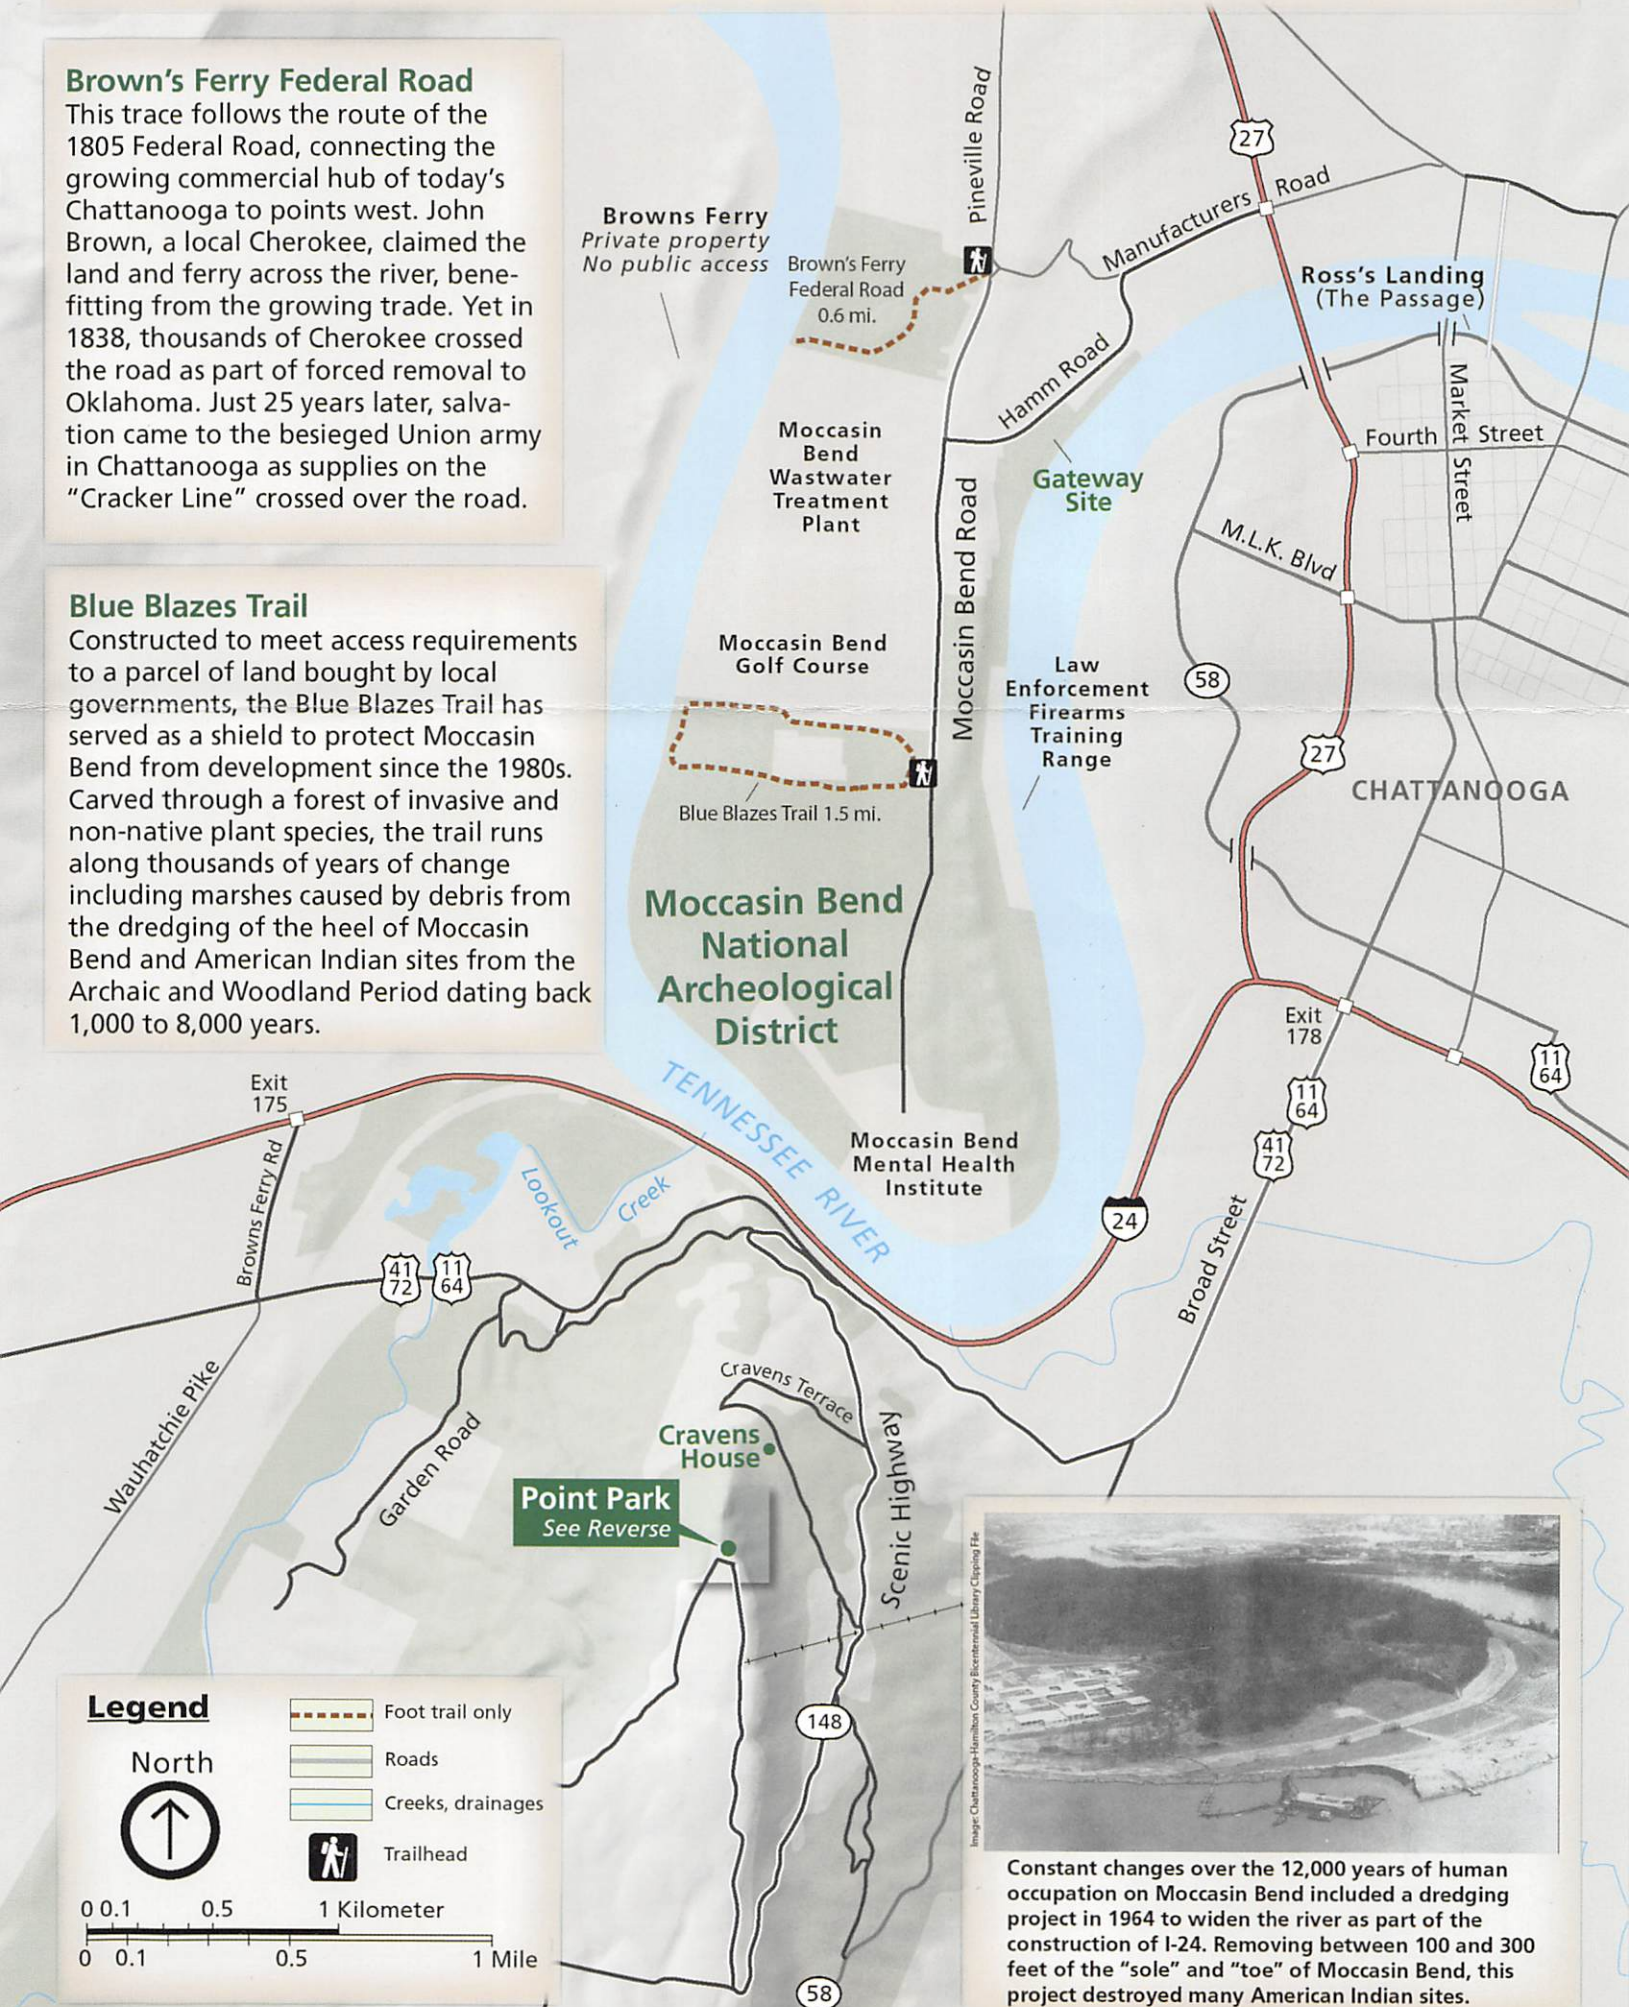 Brown's Ferry Federal Road
This trace follows the route of the
1805 Federal Road, connecting the
growing commercial hub of today's
Chattanooga to points west. John
Brown, a local Cherokee, claimed the
land and ferry across the river, bene-
fitting from the growing trade. Yet in
1838, thousands of Cherokee crossed
the road as part of forced removal to
Oklahoma. Just 25 years later, salva-
tion came to the besieged Union army
in Chattanooga as supplies on the
“Cracker Line” crossed over the road.
Blue Blazes Trail
Constructed to meet access requirements
to a parcel of land bought by local
governments, the Blue Blazes Trail has
served as a shield to protect Moccasin
Bend from development since the 1980s.
Carved through a forest of invasive and
non-native plant species, the trail runs
along thousands of years of change
including marshes caused by debris from
the dredging of the heel of Moccasin
Bend and American Indian sites from the
Archaic and Woodland Period dating back
1,000 to 8,000 years.
Pineville Road
27
Manufacturers Road
Browns Ferry
Private property
No public access
Brown's Ferry
Federal Road
0.6 mi.
Ross's Landing
(The Passage)
Hamm Road
Market Street
Fourth Street
Moccasin
Bend
Wastwater
Treatment
Plant
Gateway
Site
Moccasin Bend Road
M.L.K. Blvd
Moccasin Bend
Golf Course
Law
Enforcement
Firearms
Training
Range
58
27
CHATTANOOGA
Blue Blazes Trail 1.5 mi.
Moccasin Bend
National
Archeological
District
Exit
178
11
64
11
64
41
72
Exit
175
TENNESSEE RIVER
Moccasin Bend
Mental Health
Institute
Browns Ferry Rd
Lookout Creek
24
Broad Street
41
72
11
64
Wauhatchie Pike
Garden Road
Cravens Terrace
Cravens
House
Scenic Highway
Point Park
See Reverse
148
58
Legend
North
Foot trail only
Roads
Creeks, drainages
Trailhead
0 0.1 0.5 1 Kilometer
0 0.1 0.5 1 Mile
Image: Chattanooga-Hamilton County Bicentennial Library Clipping File
Constant changes over the 12,000 years of human
occupation on Moccasin Bend included a dredging
project in 1964 to widen the river as part of the
construction of I-24. Removing between 100 and 300
feet of the “sole” and “toe” of Moccasin Bend, this
project destroyed many American Indian sites.